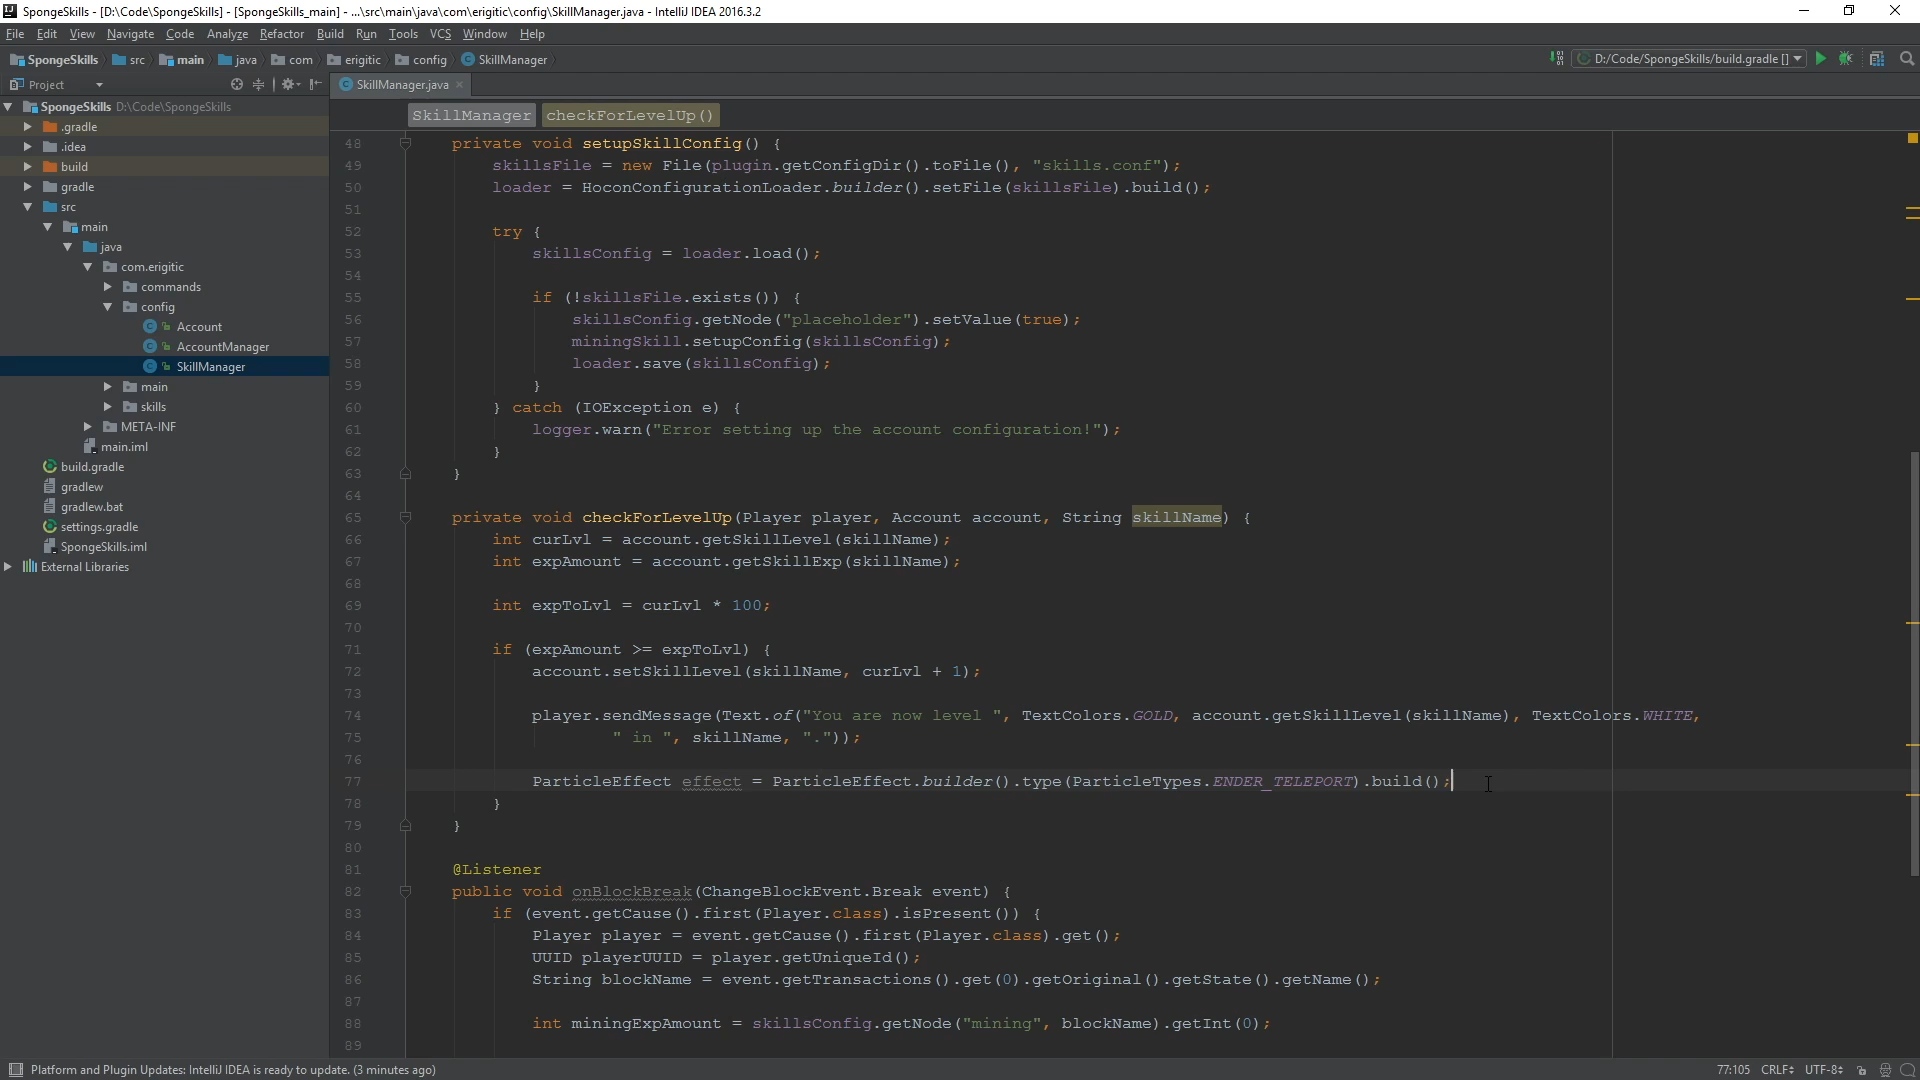 SpongeSkills - [D:\Code\SpongeSkills] - [SpongeSkills_main] - ...\src\main\java\com\erigitic\config\SkillManager.java - IntelliJ IDEA 2016.3.2
File Edit View Navigate Code Analyze Refactor Build Run Tools VCS Window Help
SpongeSkills src main java com erigitic config SkillManager
D:/Code/SpongeSkills/build.gradle []
Project
SkillManager.java
SpongeSkills D:\Code\SpongeSkills
.gradle
.idea
build
gradle
src
main
java
com.erigitic
commands
config
Account
AccountManager
SkillManager
main
skills
META-INF
main.iml
build.gradle
gradlew
gradlew.bat
settings.gradle
SpongeSkills.iml
External Libraries
SkillManager checkForLevelUp()
48 private void setupSkillConfig() {
49 skillsFile = new File(plugin.getConfigDir().toFile(), "skills.conf");
50 loader = HoconConfigurationLoader.builder().setFile(skillsFile).build();
51
52 try {
53 skillsConfig = loader.load();
54
55 if (!skillsFile.exists()) {
56 skillsConfig.getNode("placeholder").setValue(true);
57 miningSkill.setupConfig(skillsConfig);
58 loader.save(skillsConfig);
59 }
60 } catch (IOException e) {
61 logger.warn("Error setting up the account configuration!");
62 }
63 }
64
65 private void checkForLevelUp(Player player, Account account, String skillName) {
66 int curLvl = account.getSkillLevel(skillName);
67 int expAmount = account.getSkillExp(skillName);
68
69 int expToLvl = curLvl * 100;
70
71 if (expAmount >= expToLvl) {
72 account.setSkillLevel(skillName, curLvl + 1);
73
74 player.sendMessage(Text.of("You are now level ", TextColors.GOLD, account.getSkillLevel(skillName), TextColors.WHITE,
75 " in ", skillName, "."));
76
77 ParticleEffect effect = ParticleEffect.builder().type(ParticleTypes.ENDER_TELEPORT).build();
78 }
79 }
80
81 @Listener
82 public void onBlockBreak(ChangeBlockEvent.Break event) {
83 if (event.getCause().first(Player.class).isPresent()) {
84 Player player = event.getCause().first(Player.class).get();
85 UUID playerUUID = player.getUniqueId();
86 String blockName = event.getTransactions().get(0).getOriginal().getState().getName();
87
88 int miningExpAmount = skillsConfig.getNode("mining", blockName).getInt(0);
89
Platform and Plugin Updates: IntelliJ IDEA is ready to update. (3 minutes ago)
77:105 CRLF UTF-8